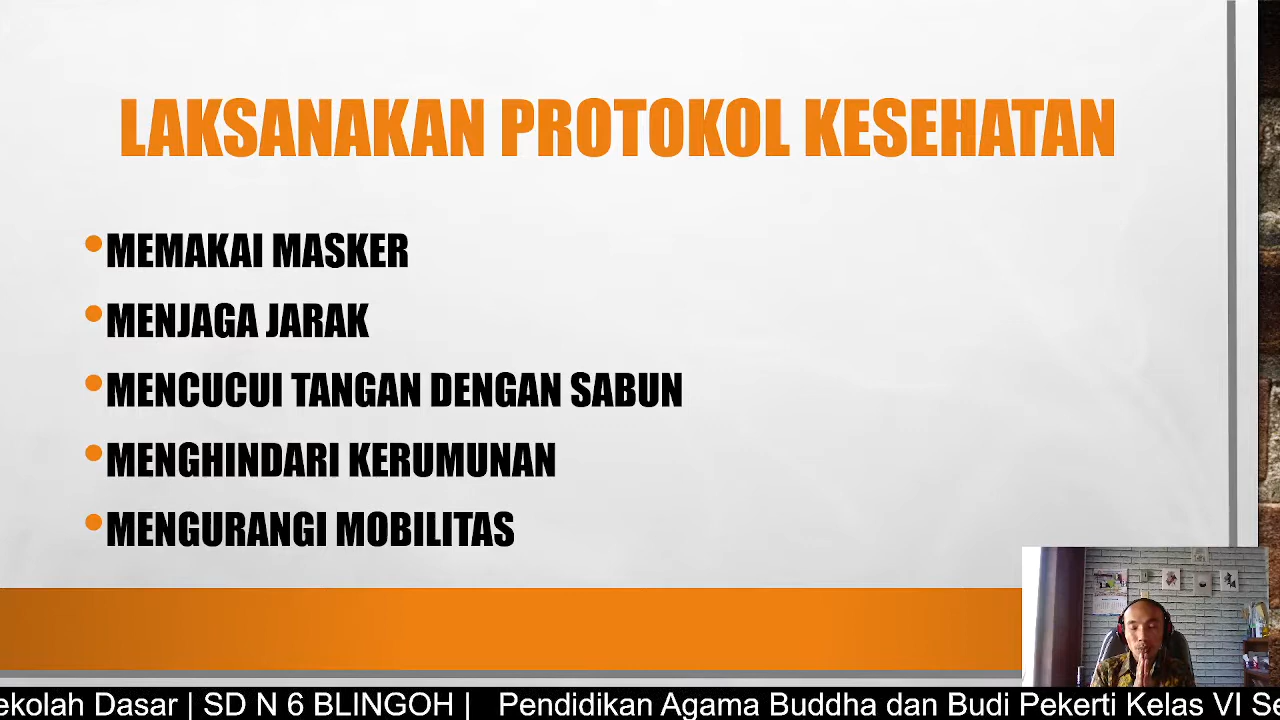 LAKSANAKAN PROTOKOL KESEHATAN
•MEMAKAI MASKER
•MENJAGA JARAK
•MENCUCUI TANGAN DENGAN SABUN
•MENGHINDARI KERUMUNAN
•MENGURANGI MOBILITAS
ekolah Dasar | SD N 6 BLINGOH | Pendidikan Agama Buddha dan Budi Pekerti Kelas VI Se